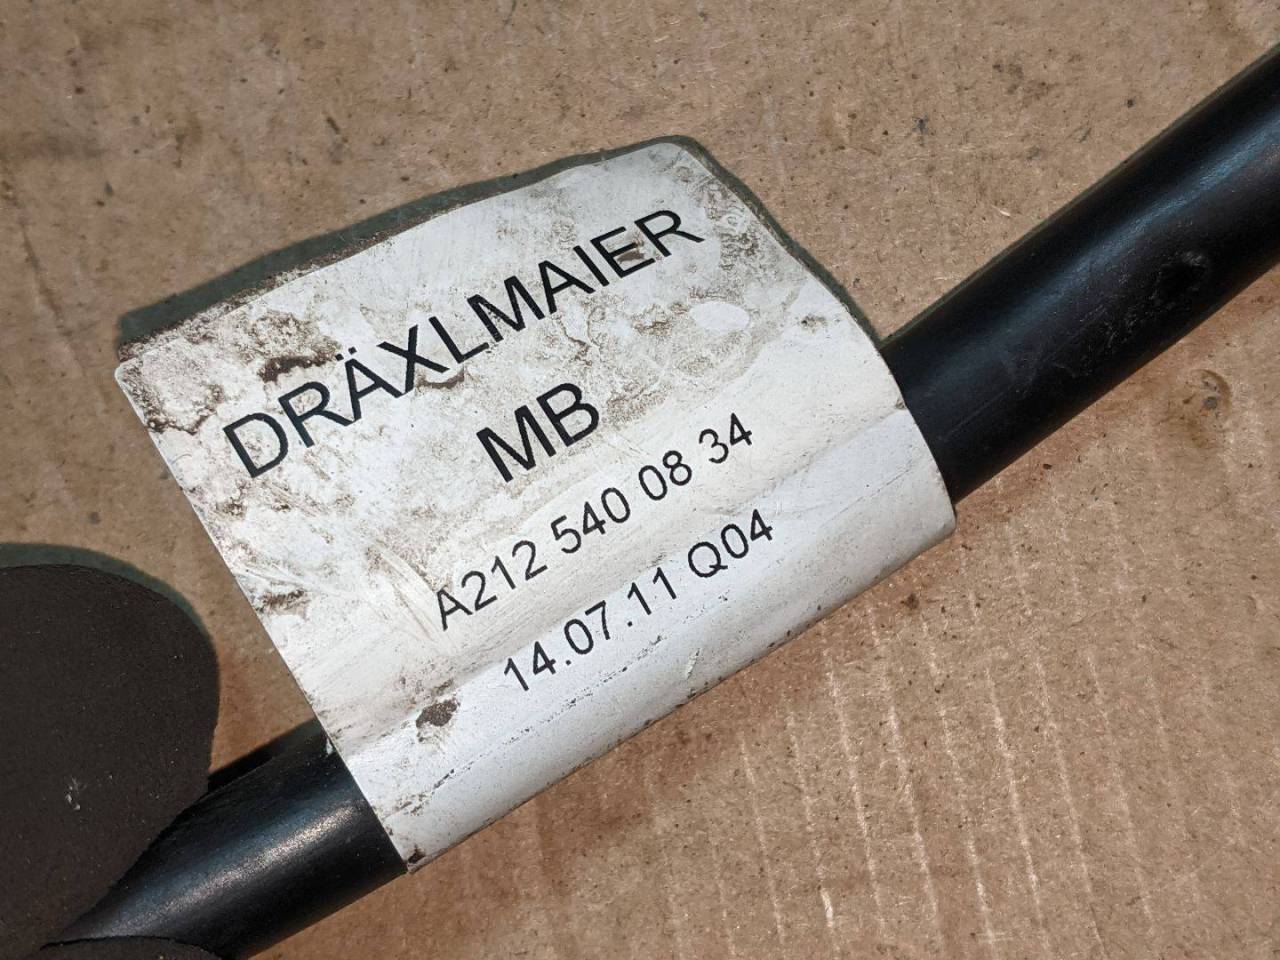 DRÄXLMAIER
MB
A212 540 08 34
14.07.11 Q04